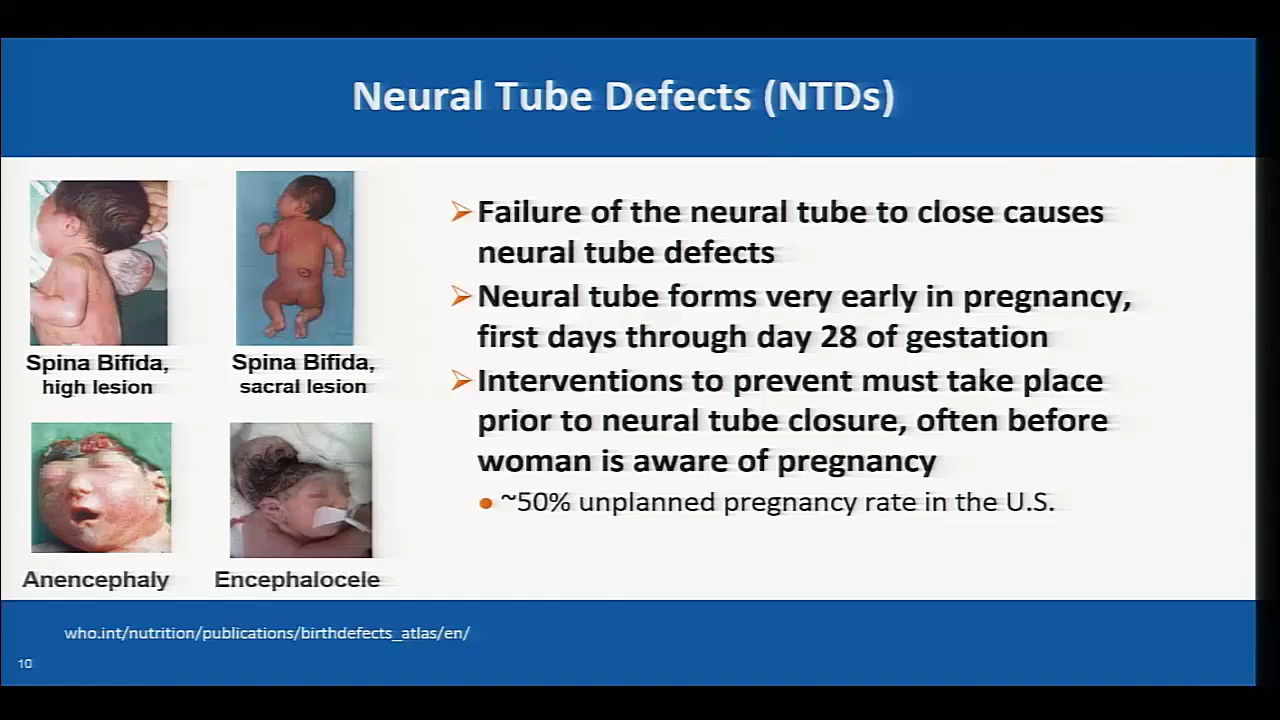 Neural Tube Defects (NTDs)
Spina Bifida,
high lesion
Spina Bifida,
sacral lesion
Anencephaly
Encephalocele
➢Failure of the neural tube to close causes
neural tube defects
➢Neural tube forms very early in pregnancy,
first days through day 28 of gestation
➢Interventions to prevent must take place
prior to neural tube closure, often before
woman is aware of pregnancy
• ~50% unplanned pregnancy rate in the U.S.
who.int/nutrition/publications/birthdefects_atlas/en/
10